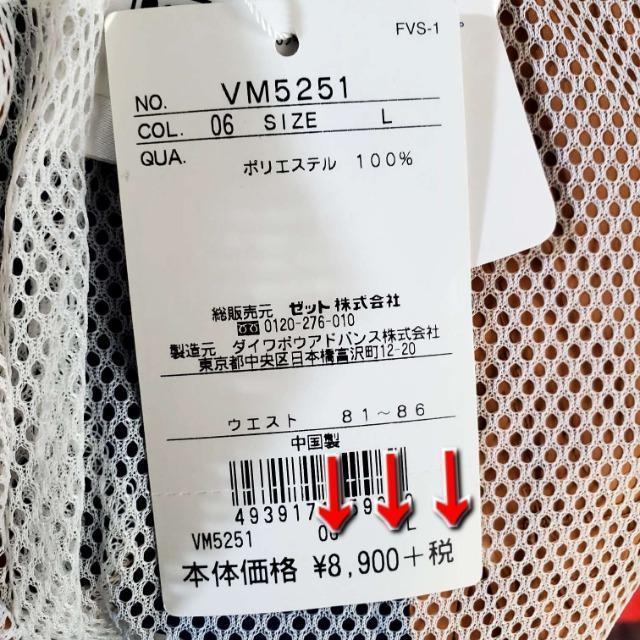 FVS-1
NO. VM5251
COL. 06 SIZE L
QUA. ポリエステル 100%
総販売元 ゼット株式会社
0120-276-010
製造元 ダイワボウアドバンス株式会社
東京都中央区日本橋富沢町12-20
ウエスト 81~86
中国製
VM5251 L
本体価格 ¥8,900+税